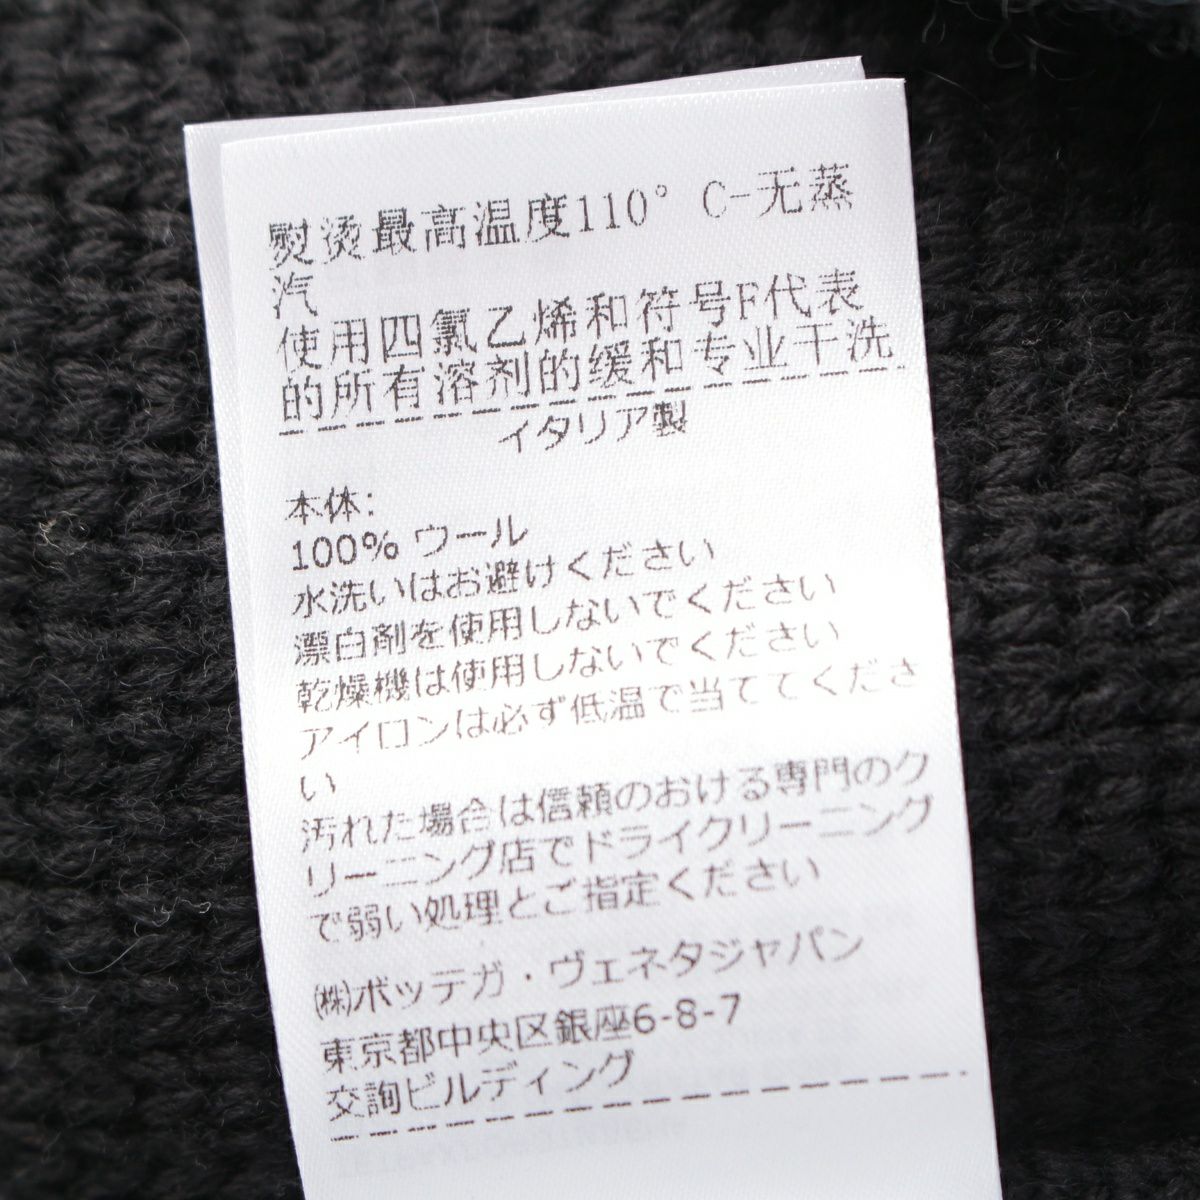 熨烫最高温度110°C-无蒸
汽
使用四氯乙烯和符号F代表
的所有溶剂的缓和专业干洗
イタリア製
本体:
100% ウール
水洗いはお避けください
漂白剤を使用しないでください
乾燥機は使用しないでください
アイロンは必ず低温で当ててくださ
い
汚れた場合は信頼のおける専門のク
リーニング店でドライクリーニング
で弱い処理とご指定ください
㈱ボッテガ・ヴェネタジャパン
東京都中央区銀座6-8-7
交詢ビルディング